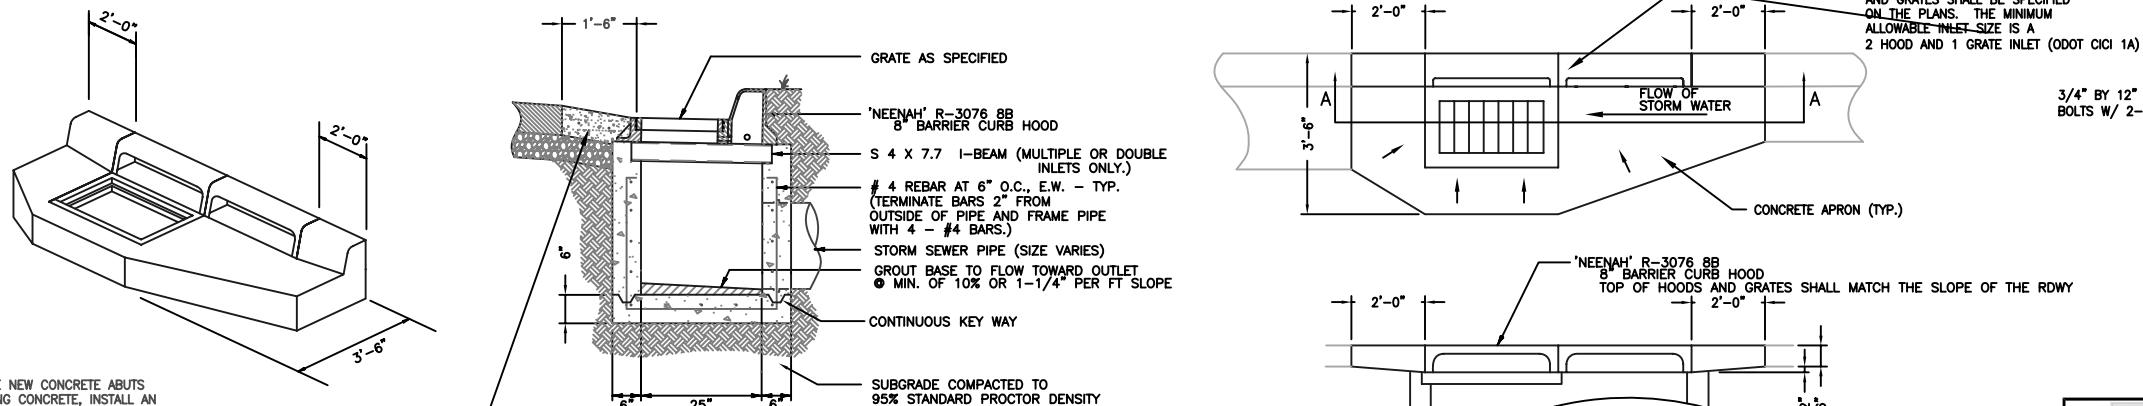 2'-0"
2'-0"
3'-6"
NEW CONCRETE ABUTS
CONCRETE, INSTALL AN
1'-6"
GRATE AS SPECIFIED
'NEENAH' R-3076 8B
8" BARRIER CURB HOOD
S 4 X 7.7 I-BEAM (MULTIPLE OR DOUBLE
INLETS ONLY.)
# 4 REBAR AT 6" O.C., E.W. - TYP.
(TERMINATE BARS 2" FROM
OUTSIDE OF PIPE AND FRAME PIPE
WITH 4 - #4 BARS.)
STORM SEWER PIPE (SIZE VARIES)
GROUT BASE TO FLOW TOWARD OUTLET
@ MIN. OF 10% OR 1-1/4" PER FT SLOPE
CONTINUOUS KEY WAY
SUBGRADE COMPACTED TO
95% STANDARD PROCTOR DENSITY
6"
6"
25"
6"
2'-0"
2'-0"
AND GRATES SHALL BE SPECIFIED
ON THE PLANS. THE MINIMUM
ALLOWABLE INLET SIZE IS A
2 HOOD AND 1 GRATE INLET (ODOT CICI 1A)
A
A
FLOW OF
STORM WATER
3'-6"
CONCRETE APRON (TYP.)
3/4" BY 12"
BOLTS W/ 2-
'NEENAH' R-3076 8B
8" BARRIER CURB HOOD
TOP OF HOODS AND GRATES SHALL MATCH THE SLOPE OF THE RDWY
2'-0"
2'-0"